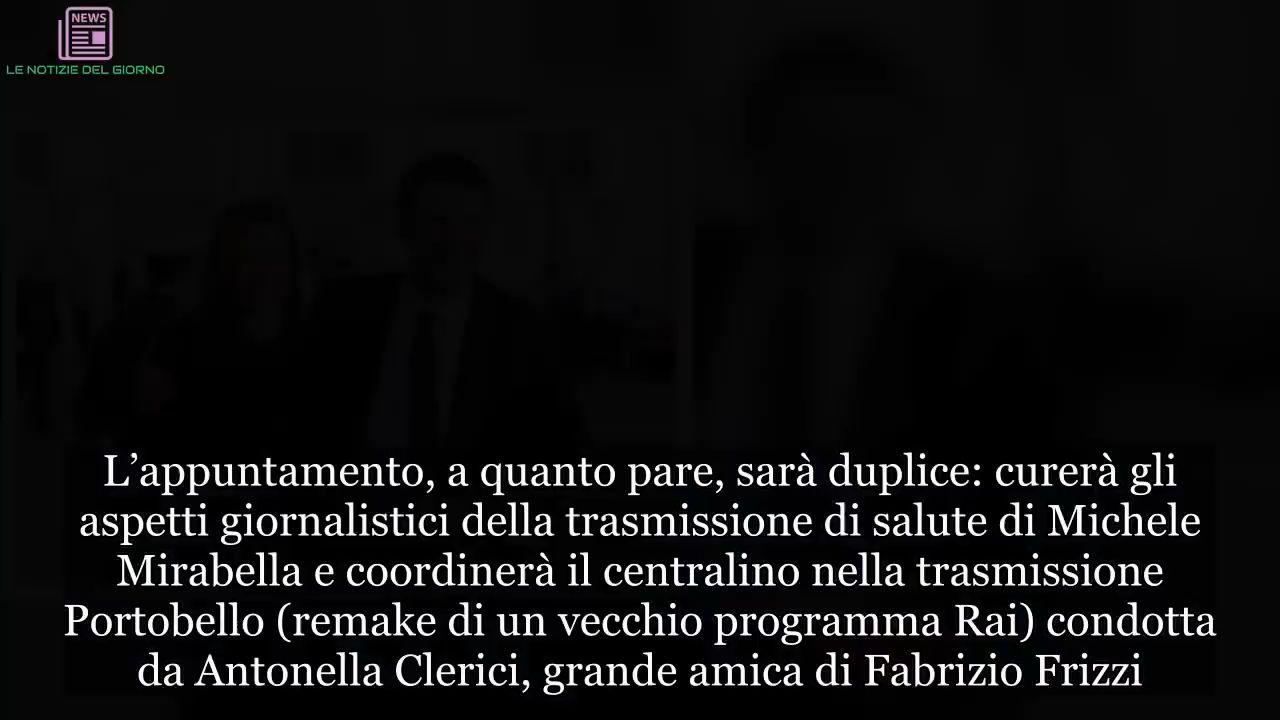 NEWS
LE NOTIZIE DEL GIORNO
L’appuntamento, a quanto pare, sarà duplice: curerà gli
aspetti giornalistici della trasmissione di salute di Michele
Mirabella e coordinerà il centralino nella trasmissione
Portobello (remake di un vecchio programma Rai) condotta
da Antonella Clerici, grande amica di Fabrizio Frizzi